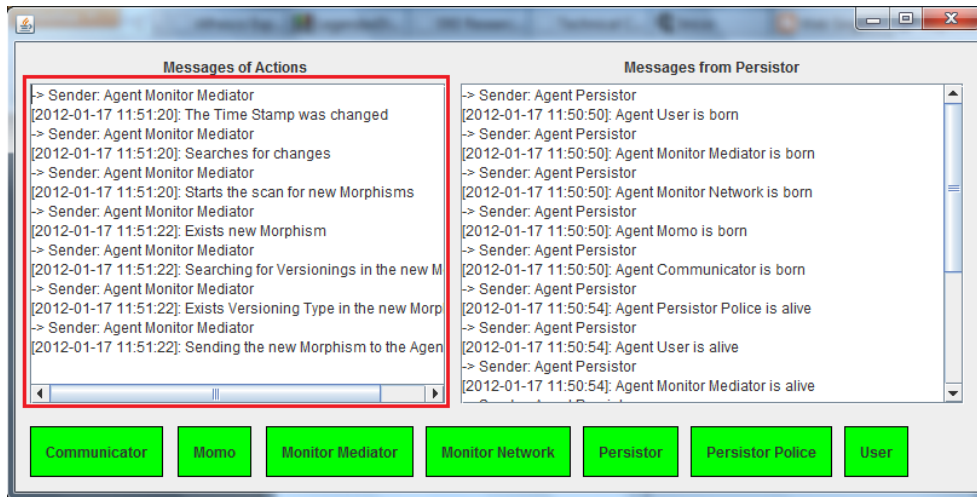 Messages of Actions
-> Sender: Agent Monitor Mediator
[2012-01-17 11:51:20]: The Time Stamp was changed
-> Sender: Agent Monitor Mediator
[2012-01-17 11:51:20]: Searches for changes
-> Sender: Agent Monitor Mediator
[2012-01-17 11:51:20]: Starts the scan for new Morphisms
-> Sender: Agent Monitor Mediator
[2012-01-17 11:51:22]: Exists new Morphism
-> Sender: Agent Monitor Mediator
[2012-01-17 11:51:22]: Searching for Versionings in the new M
-> Sender: Agent Monitor Mediator
[2012-01-17 11:51:22]: Exists Versioning Type in the new Morp
-> Sender: Agent Monitor Mediator
[2012-01-17 11:51:22]: Sending the new Morphism to the Agen
Messages from Persistor
-> Sender: Agent Persistor
[2012-01-17 11:50:50]: Agent User is born
-> Sender: Agent Persistor
[2012-01-17 11:50:50]: Agent Monitor Mediator is born
-> Sender: Agent Persistor
[2012-01-17 11:50:50]: Agent Monitor Network is born
-> Sender: Agent Persistor
[2012-01-17 11:50:50]: Agent Momo is born
-> Sender: Agent Persistor
[2012-01-17 11:50:50]: Agent Communicator is born
-> Sender: Agent Persistor
[2012-01-17 11:50:54]: Agent Persistor Police is alive
-> Sender: Agent Persistor
[2012-01-17 11:50:54]: Agent User is alive
-> Sender: Agent Persistor
[2012-01-17 11:50:54]: Agent Monitor Mediator is alive
Communicator
Momo
Monitor Mediator
Monitor Network
Persistor
Persistor Police
User